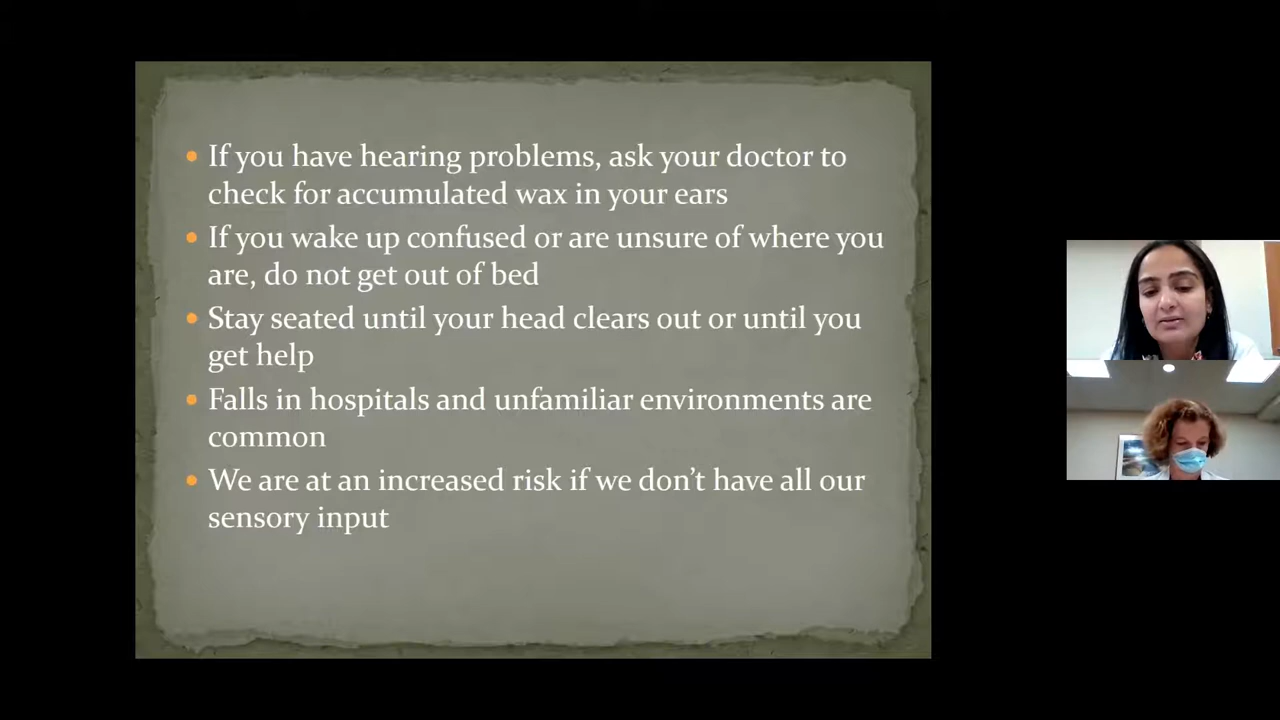 If you have hearing problems, ask your doctor to
check for accumulated wax in your ears
If you wake up confused or are unsure of where you
are, do not get out of bed
Stay seated until your head clears out or until you
get help
Falls in hospitals and unfamiliar environments are
common
We are at an increased risk if we don’t have all our
sensory input